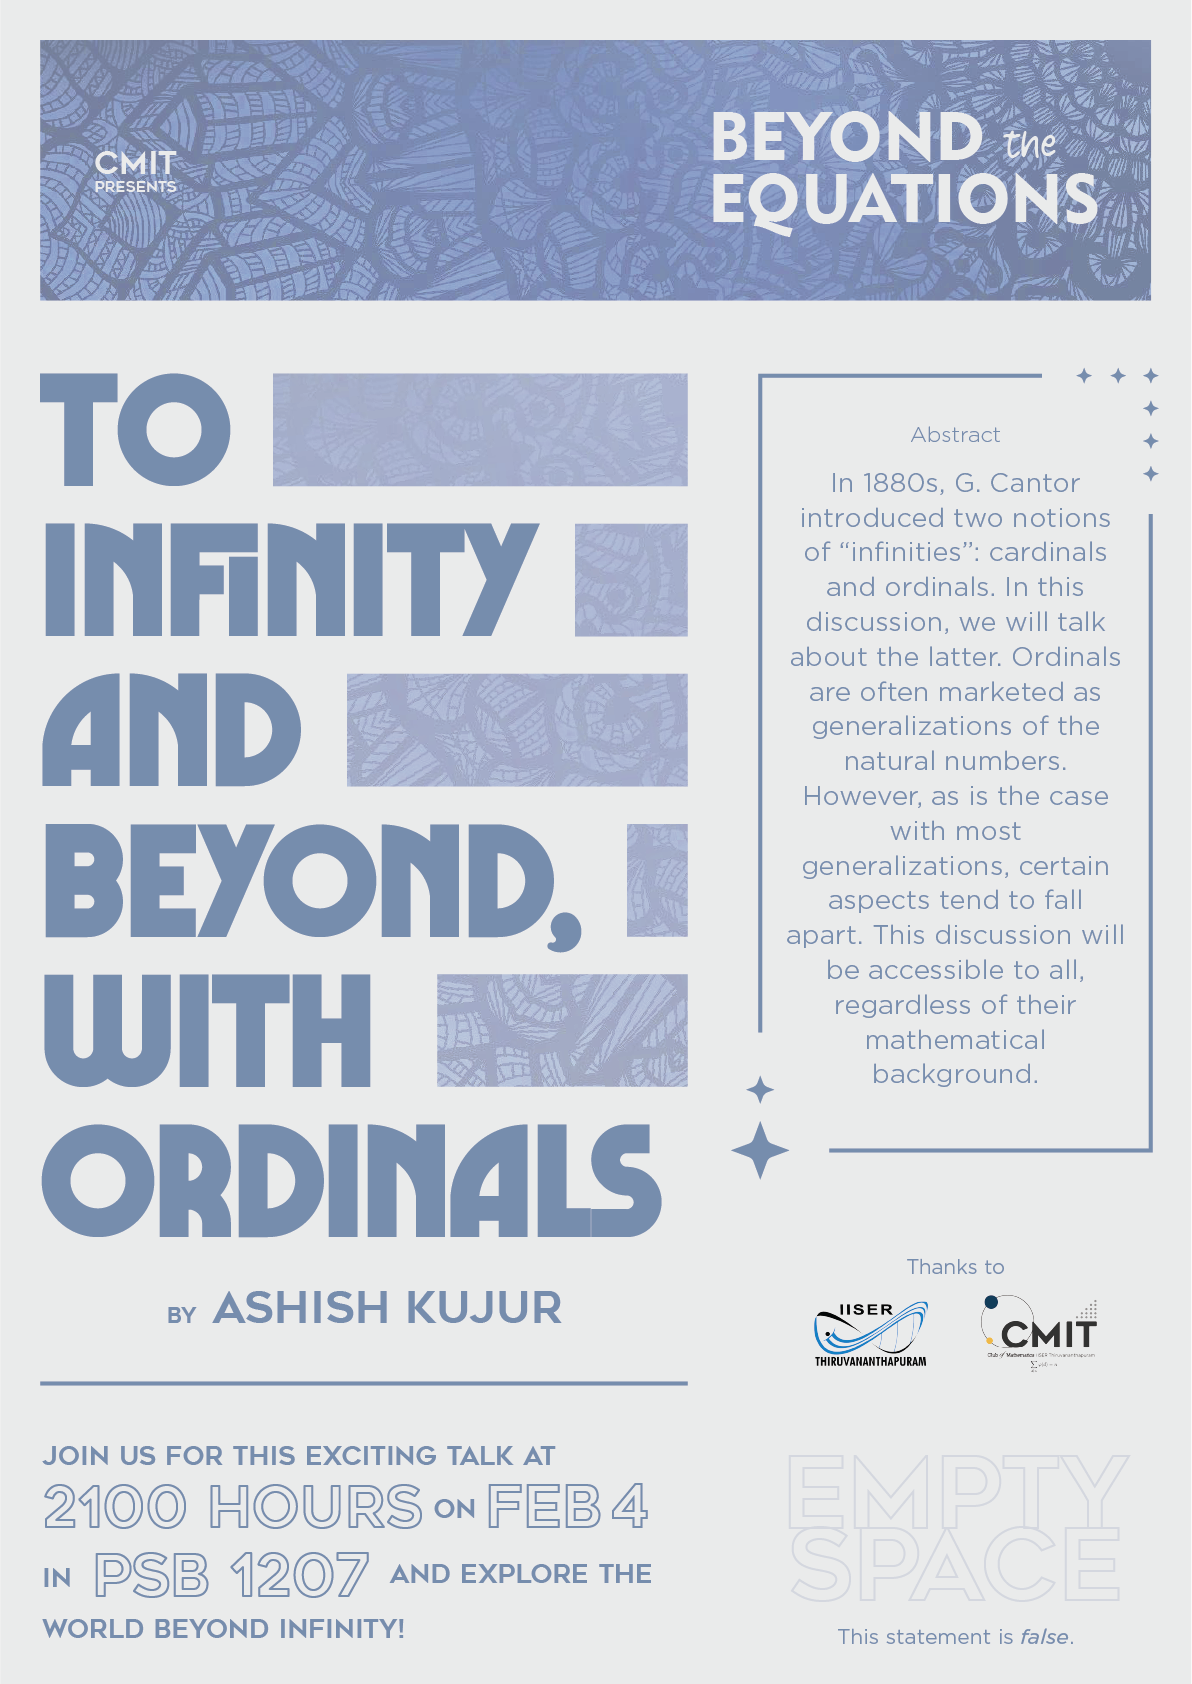 CMIT
PRESENTS
BEYOND the
EQUATIONS
TO
INFINITY
AND
BEYOND,
WITH
ORDINALS
BY ASHISH KUJUR
Abstract
In 1880s, G. Cantor
introduced two notions
of “infinities”: cardinals
and ordinals. In this
discussion, we will talk
about the latter. Ordinals
are often marketed as
generalizations of the
natural numbers.
However, as is the case
with most
generalizations, certain
aspects tend to fall
apart. This discussion will
be accessible to all,
regardless of their
mathematical
background.
Thanks to
IISER
THIRUVANANTHAPURAM
CMIT
Club of Mathematics | IISER Thiruvananthapuram
JOIN US FOR THIS EXCITING TALK AT
2100 HOURS ON FEB 4
IN PSB 1207 AND EXPLORE THE
WORLD BEYOND INFINITY!
EMPTY
SPACE
This statement is false.